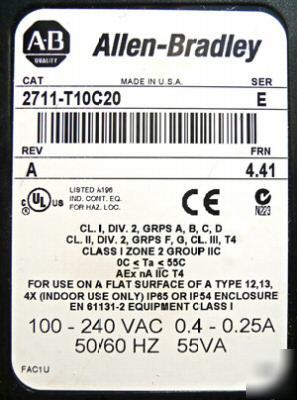 A-B
QUALITY
Allen-Bradley
CAT MADE IN U.S.A. SER
2711-T10C20 E
REV FRN
A 4.41
LISTED 4196
IND. CONT. EQ.
FOR HAZ. LOC.
C UL US
CE
N223
CL. I, DIV. 2, GRPS A, B, C, D
CL. II, DIV. 2, GRPS F, G, CL. III, T4
CLASS I ZONE 2 GROUP IIC
0C < Ta < 55C
AEx nA IIC T4
FOR USE ON A FLAT SURFACE OF A TYPE 12,13,
4X (INDOOR USE ONLY) IP65 OR IP54 ENCLOSURE
EN 61131-2 EQUIPMENT CLASS I
100 - 240 VAC 0.4 - 0.25A
50/60 HZ 55VA
FAC1U